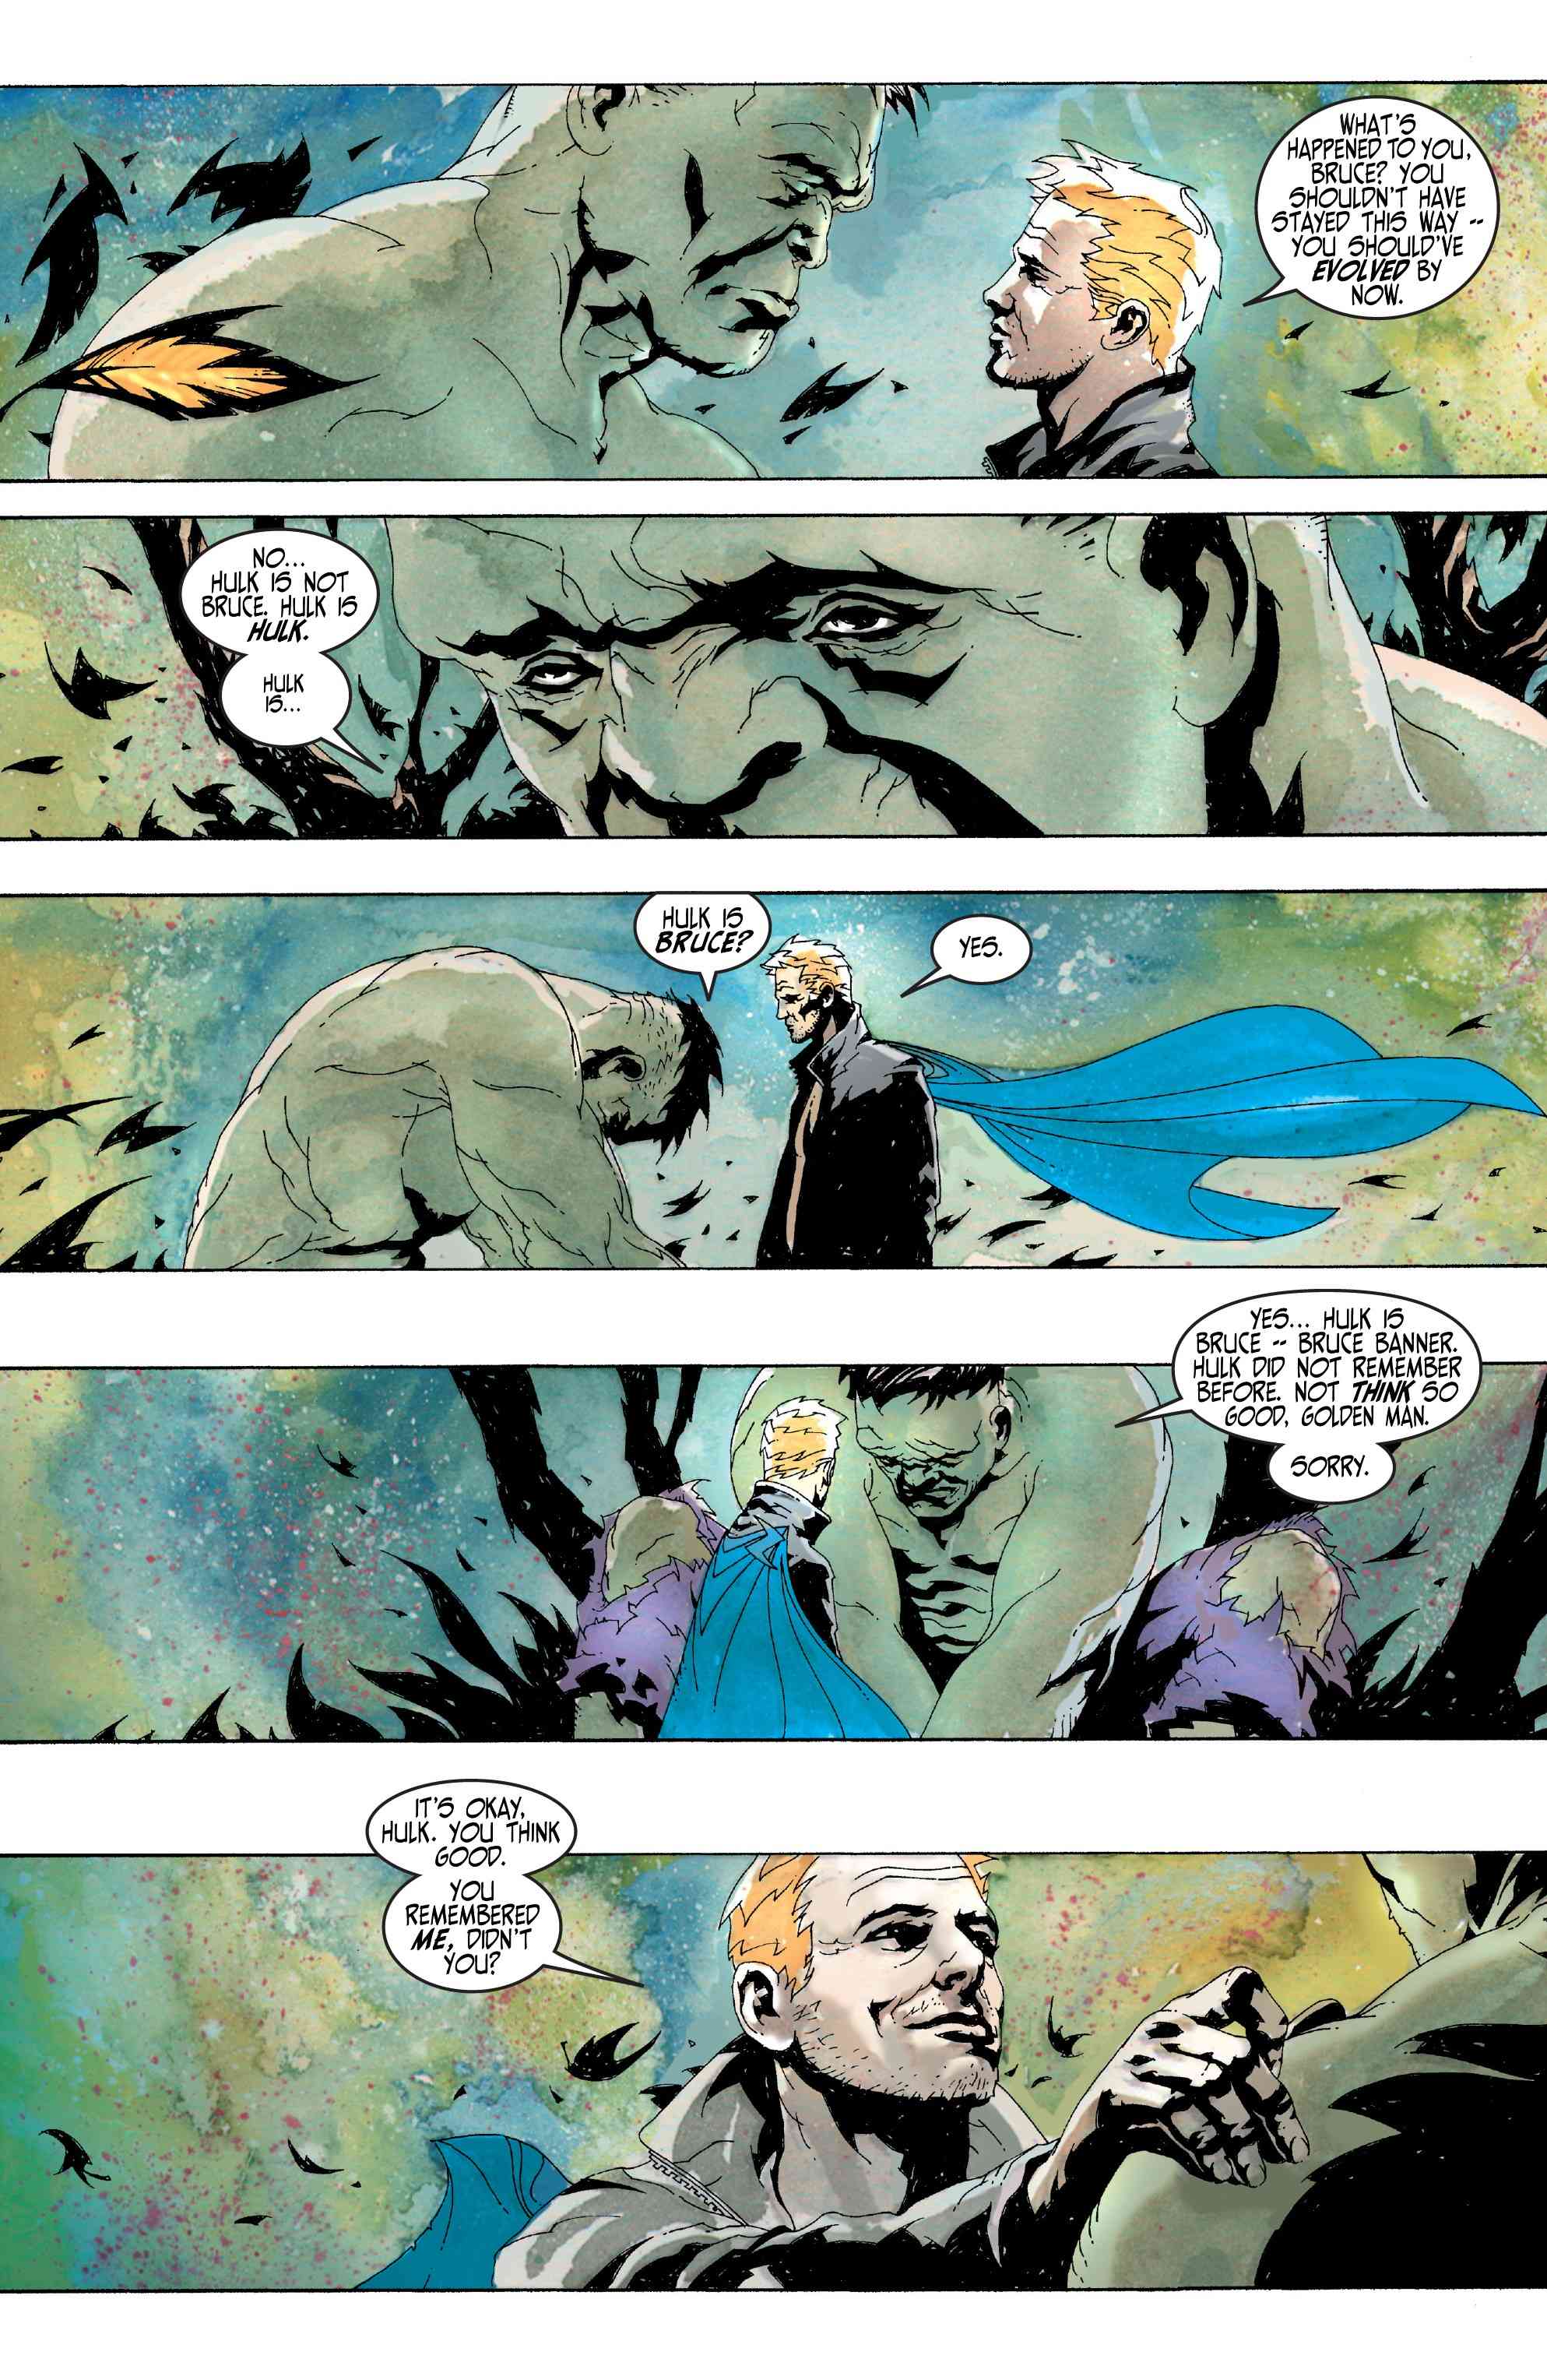 WHAT'S
HAPPENED TO YOU,
BRUCE? YOU
SHOULDN'T HAVE
STAYED THIS WAY --
YOU SHOULD'VE
EVOLVED BY
NOW.
NO...
HULK IS NOT
BRUCE. HULK IS
HULK.
HULK
IS...
HULK IS
BRUCE?
YES.
YES... HULK IS
BRUCE -- BRUCE BANNER.
HULK DID NOT REMEMBER
BEFORE. NOT THINK SO
GOOD, GOLDEN MAN.
SORRY.
IT'S OKAY,
HULK. YOU THINK
GOOD.
YOU
REMEMBERED
ME, DIDN'T
YOU?